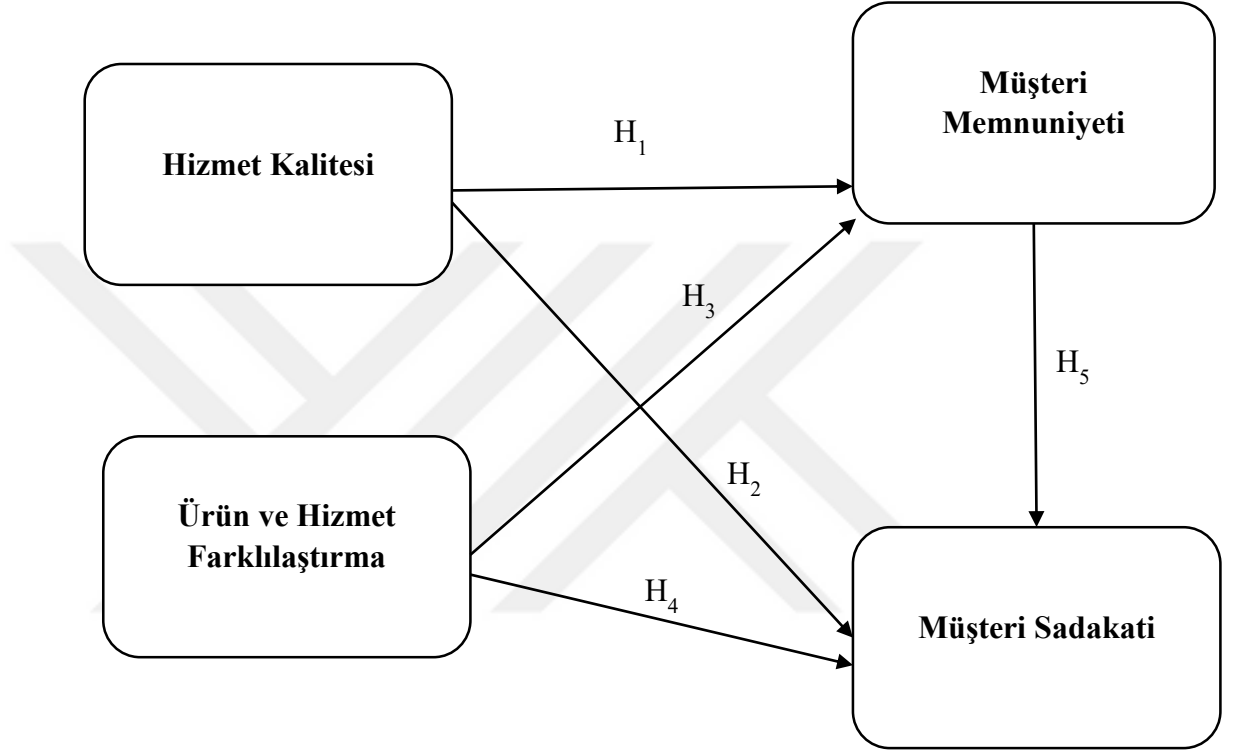 Müşteri
Memnuniyeti
Hizmet Kalitesi
H1
H3
H5
H2
Ürün ve Hizmet
Farklılaştırma
H4
Müşteri Sadakati